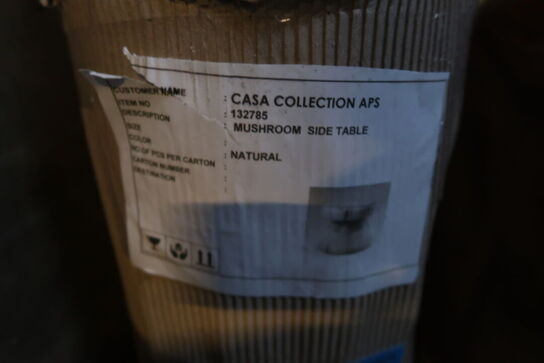 CUSTOMER NAME : CASA COLLECTION APS
ITEM NO : 132785
DESCRIPTION : MUSHROOM SIDE TABLE
SIZE :
COLOR : NATURAL
NO OF PCS PER CARTON :
CARTON NUMBER :
DESTINATION :